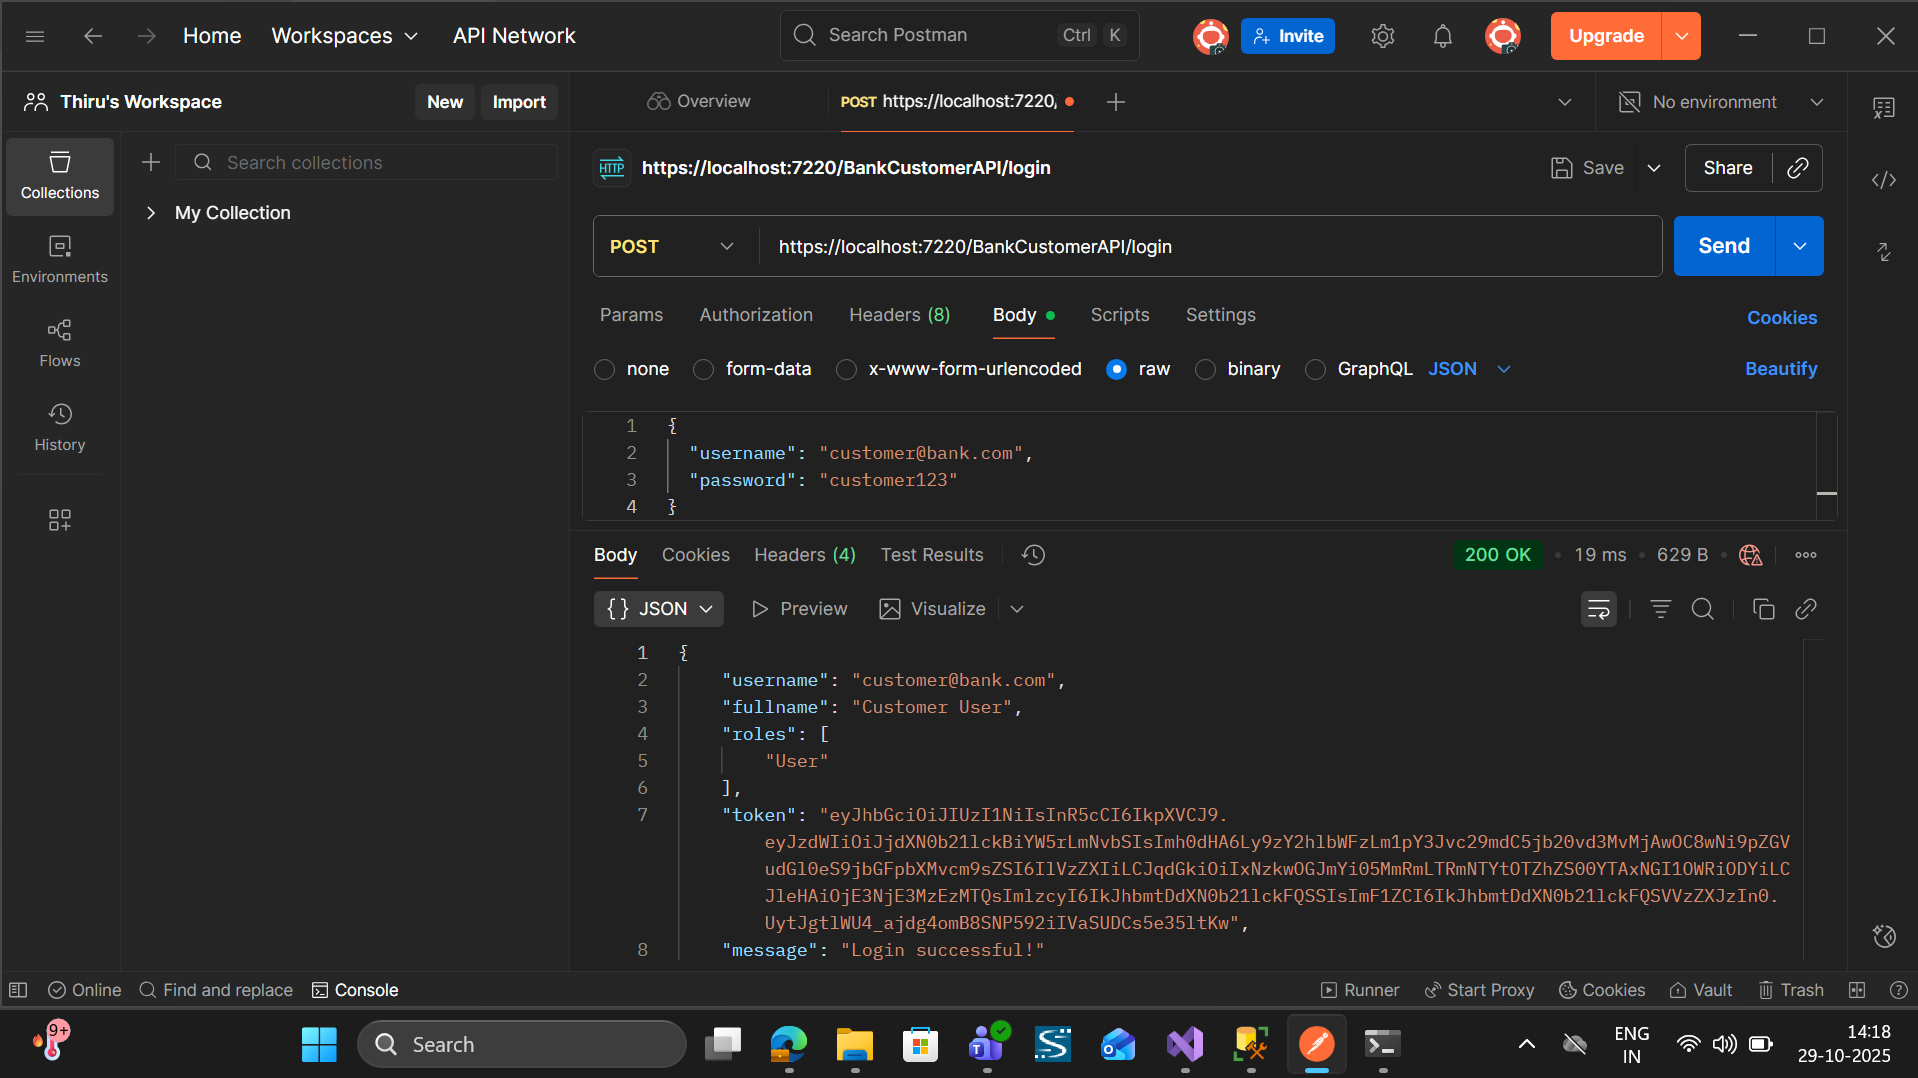 Home Workspaces API Network Search Postman Ctrl K Invite Upgrade
Thiru's Workspace New Import Overview POST https://localhost:7220/ No environment
Collections Search collections
My Collection
Environments
Flows
History
HTTP https://localhost:7220/BankCustomerAPI/login Save Share
POST https://localhost:7220/BankCustomerAPI/login Send
Params Authorization Headers (8) Body Scripts Settings Cookies
none form-data x-www-form-urlencoded raw binary GraphQL JSON Beautify
1 {
2 "username": "customer@bank.com",
3 "password": "customer123"
4 }
Body Cookies Headers (4) Test Results 200 OK • 19 ms • 629 B
{} JSON Preview Visualize
1 {
2 "username": "customer@bank.com",
3 "fullname": "Customer User",
4 "roles": [
5 "User"
6 ],
7 "token": "eyJhbGciOiJIUzI1NiIsInR5cCI6IkpXVCJ9.
eyJzdWIiOiJjdXN0b21lckBiYW5rLmNvbSIsImh0dHA6Ly9zY2hlbWFzLm1pY3Jvc29mdC5jb20vd3MvMjAwOC8wNi9pZGV
udGl0eS9jbGFpbXMvcm9sZSI6IlVzZXIiLCJqdGkiOiIxNzkwOGJmYi05MmRmLTRmNTYtOTZhZS00YTAxNGI1OWRiODYiLC
JleHAiOjE3NjE3MzEzMTQsImlzcyI6IkJhbmtDdXN0b21lckFQSSIsImF1ZCI6IkJhbmtDdXN0b21lckFQSVVzZXJzIn0.
UytJgtlWU4_ajdg4omB8SNP592iIVaSUDCs5e35ltKw",
8 "message": "Login successful!"
Online Find and replace Console Runner Start Proxy Cookies Vault Trash
9+ Search ENG 14:18
IN 29-10-2025